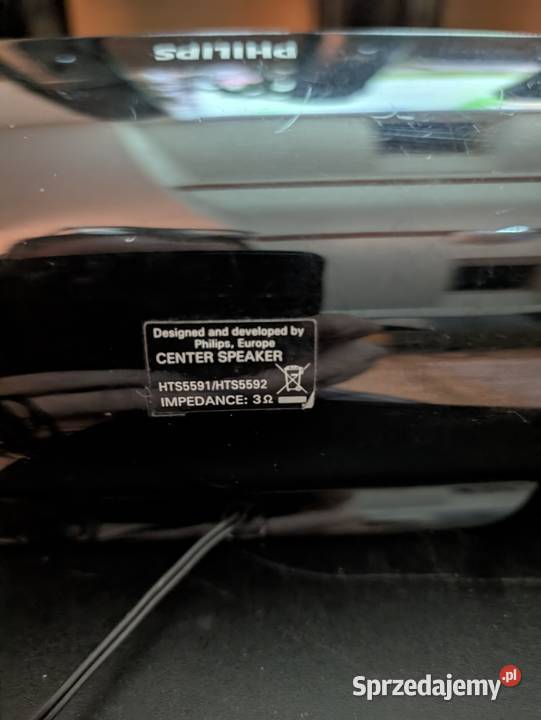 PHILIPS
Designed and developed by
Philips, Europe
CENTER SPEAKER
HTS5591/HTS5592
IMPEDANCE: 3Ω
Sprzedajemy.pl